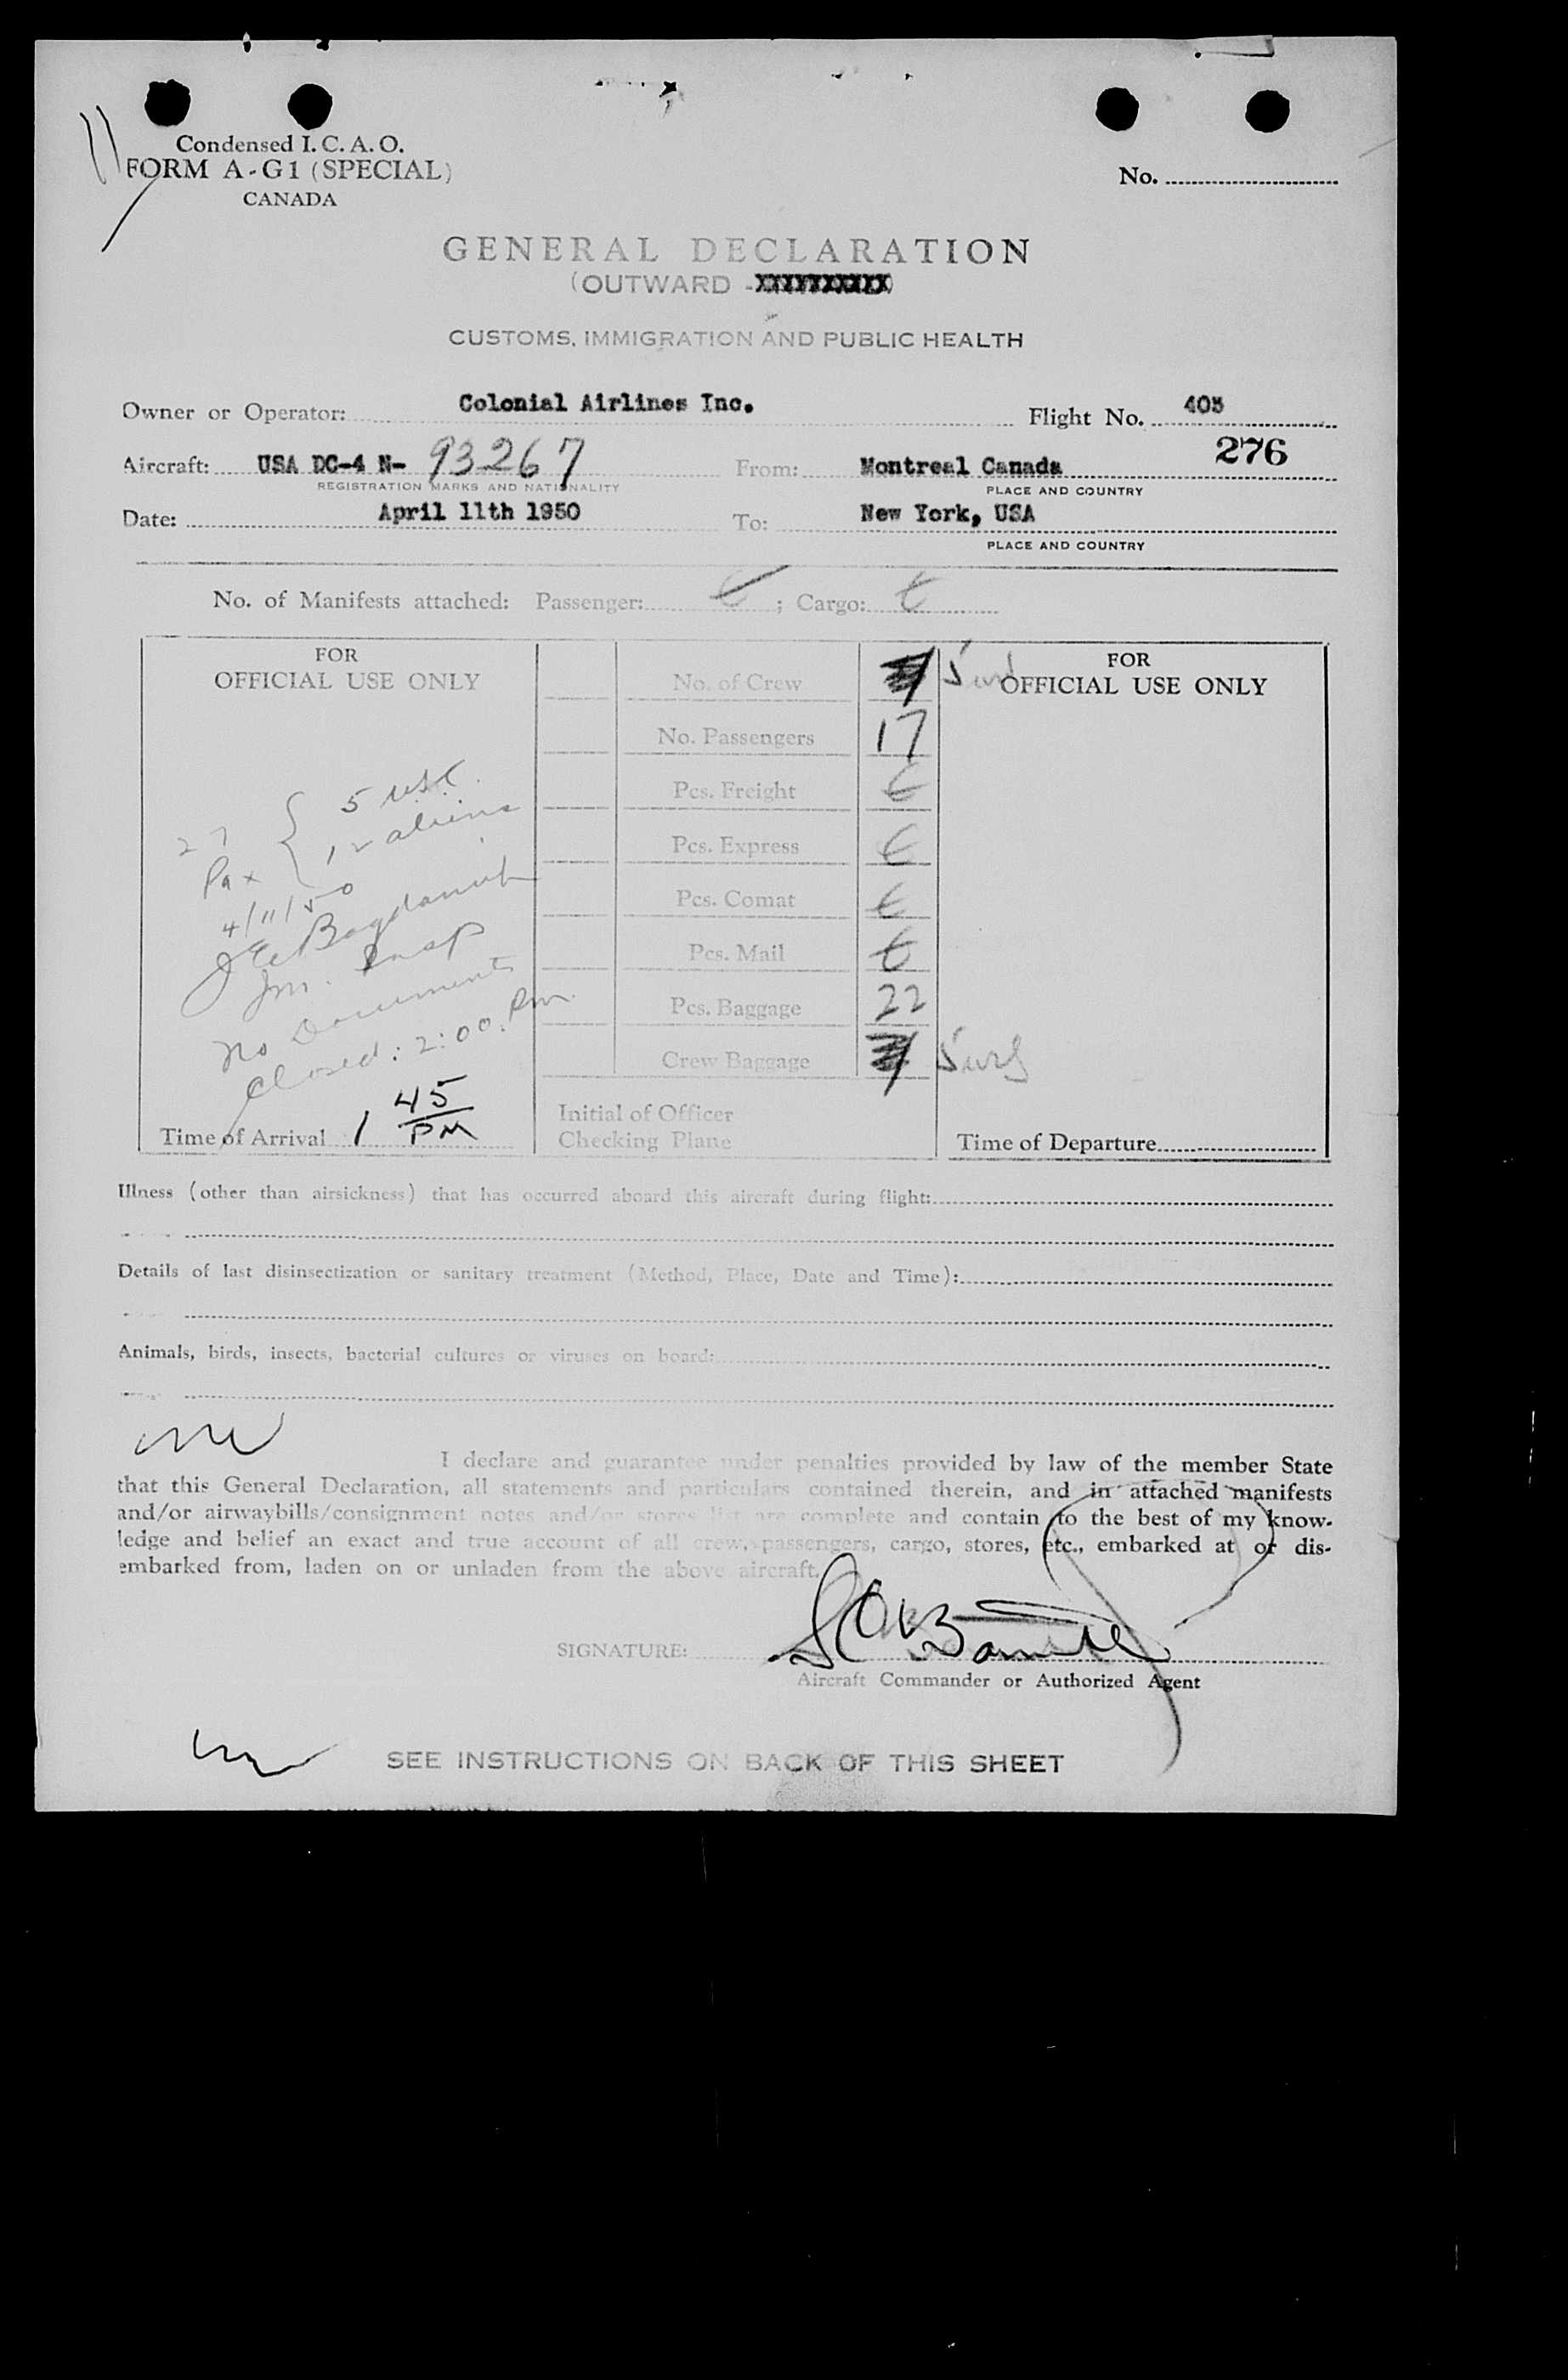 Condensed I. C. A. O.
FORM A-G1 (SPECIAL)
CANADA
No.
GENERAL DECLARATION
(OUTWARD -XXXXXXXXXX)
CUSTOMS, IMMIGRATION AND PUBLIC HEALTH
Owner or Operator: Colonial Airlines Inc. Flight No. 403
276
Aircraft: USA DC-4 N- 93267 From: Montreal Canada
REGISTRATION MARKS AND NATIONALITY PLACE AND COUNTRY
Date: April 11th 1950 To: New York, USA
PLACE AND COUNTRY
No. of Manifests attached: Passenger: ; Cargo:
FOR
OFFICIAL USE ONLY
5 usc.
12 aliens
Pax
4/11/50
Im. Insp
No Documents
Closed: 2:00 Pm.
Time of Arrival 1 45 PM
No. of Crew 5
No. Passengers 17
Pcs. Freight
Pcs. Express
Pcs. Comat
Pcs. Mail
Pcs. Baggage 22
Crew Baggage 5
Initial of Officer
Checking Plane
FOR
OFFICIAL USE ONLY
Time of Departure
Illness (other than airsickness) that has occurred aboard this aircraft during flight:
Details of last disinsectization or sanitary treatment (Method, Place, Date and Time):
Animals, birds, insects, bacterial cultures or viruses on board:
I declare and guarantee under penalties provided by law of the member State
that this General Declaration, all statements and particulars contained therein, and in attached manifests
and/or airwaybills/consignment notes and/or stores list are complete and contain to the best of my know-
ledge and belief an exact and true account of all crew, passengers, cargo, stores, etc., embarked at or dis-
embarked from, laden on or unladen from the above aircraft.
SIGNATURE:
Aircraft Commander or Authorized Agent
SEE INSTRUCTIONS ON BACK OF THIS SHEET